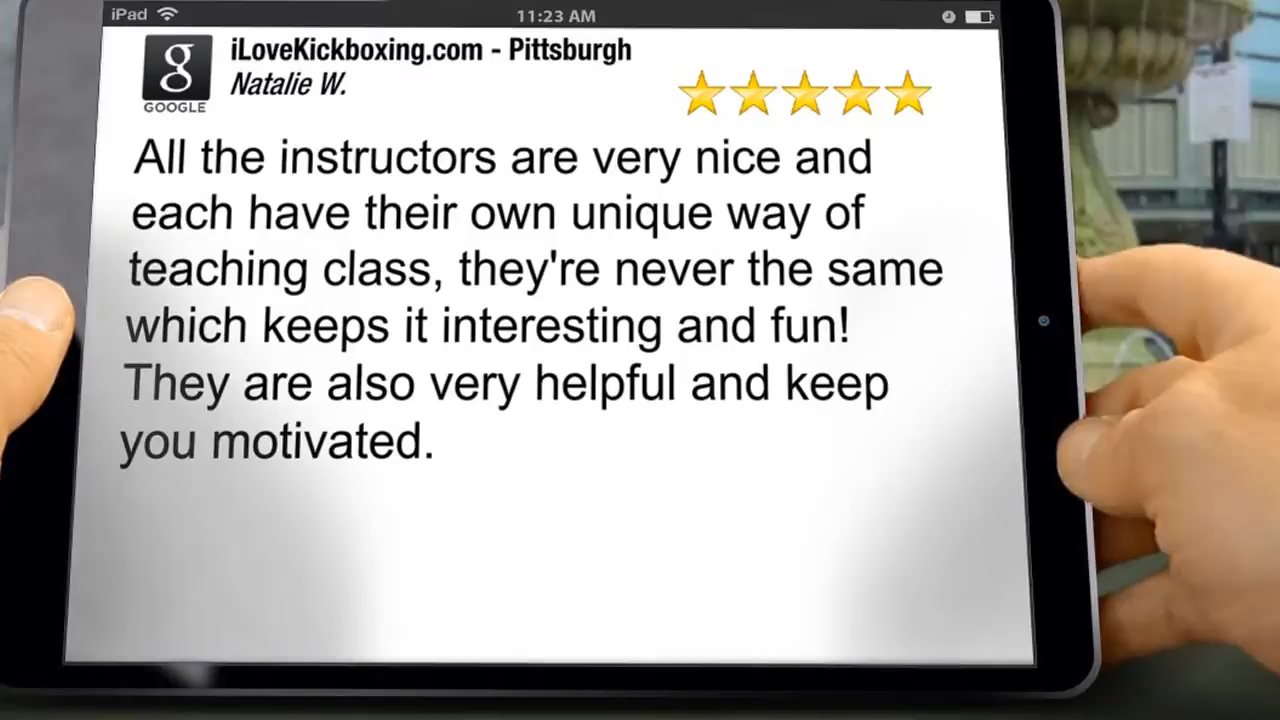 iPad 11:23 AM
iLoveKickboxing.com - Pittsburgh
Natalie W.
g
GOOGLE
All the instructors are very nice and
each have their own unique way of
teaching class, they're never the same
which keeps it interesting and fun!
They are also very helpful and keep
you motivated.